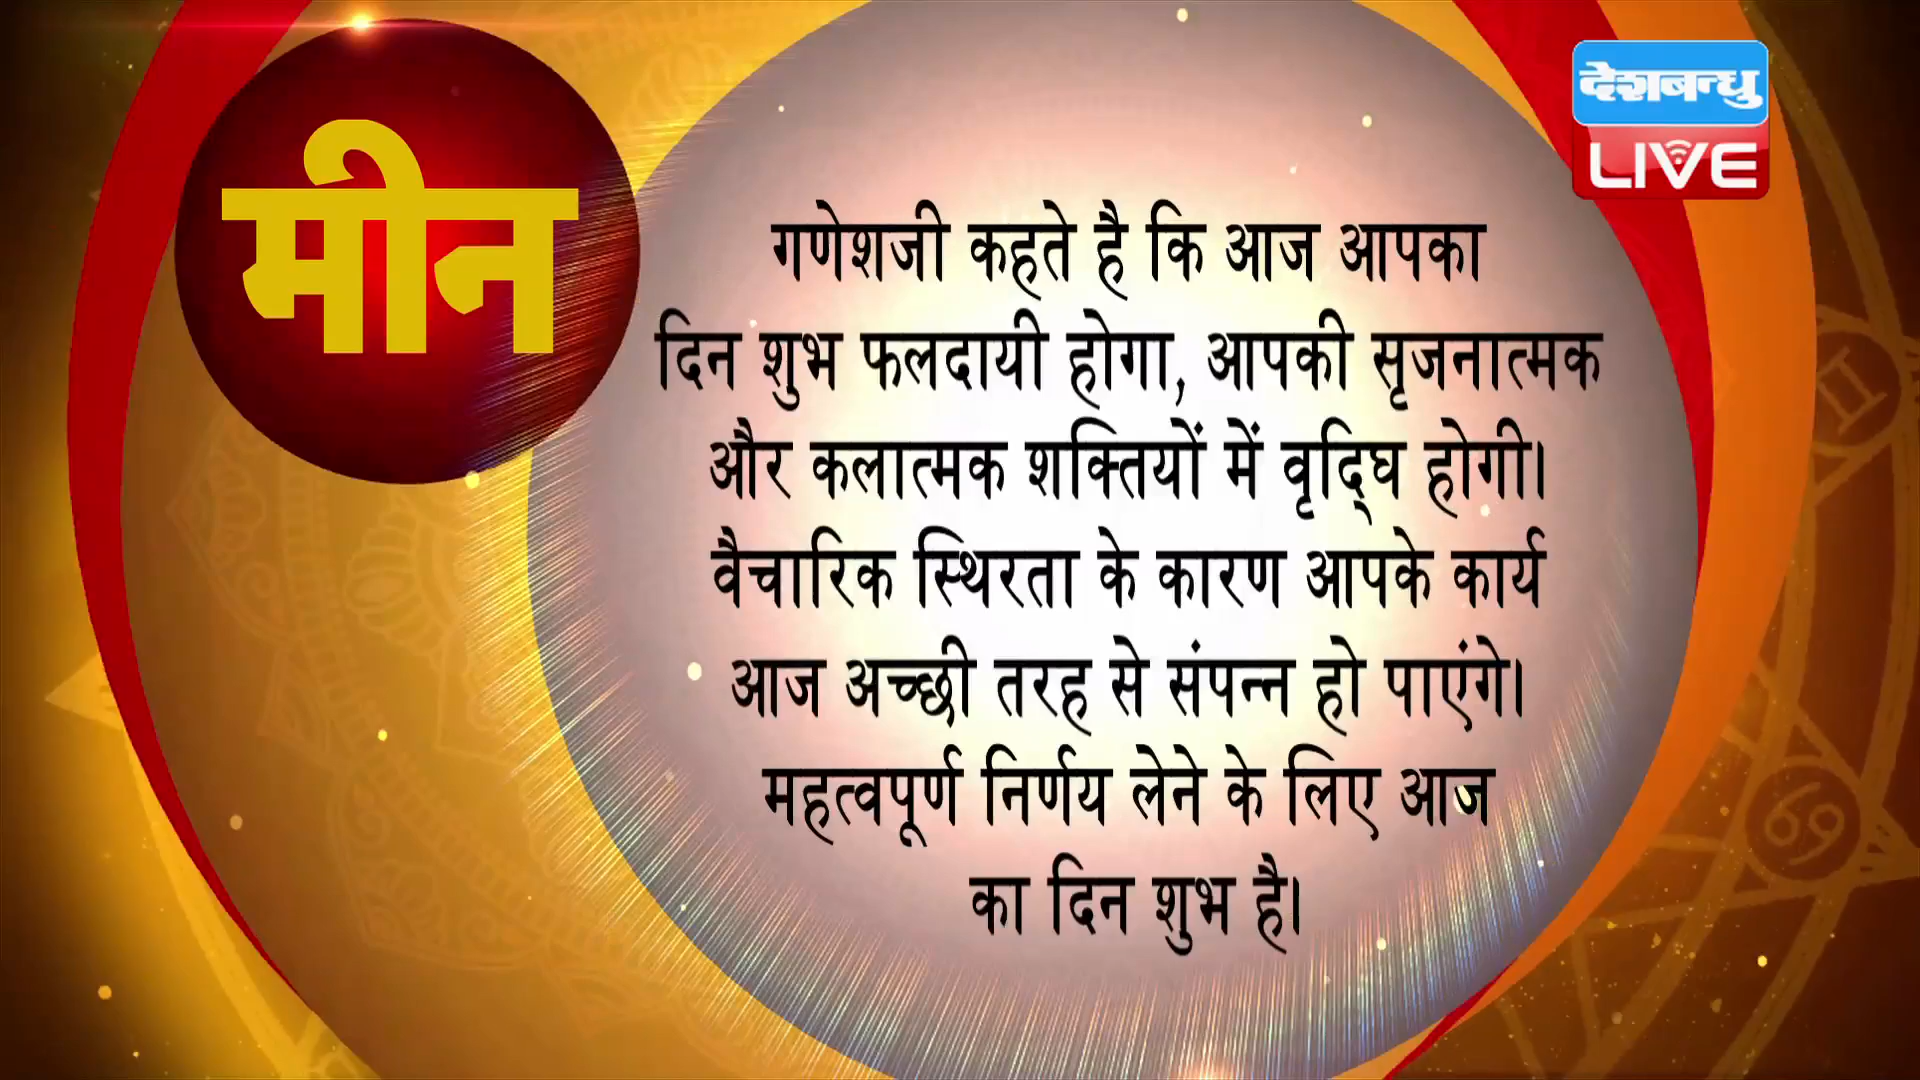 मीन
देशबन्धु
LIVE
गणेशजी कहते है कि आज आपका
दिन शुभ फलदायी होगा, आपकी सृजनात्मक
और कलात्मक शक्तियों में वृद्घि होगी।
वैचारिक स्थिरता के कारण आपके कार्य
आज अच्छी तरह से संपन्न हो पाएंगे।
महत्वपूर्ण निर्णय लेने के लिए आज
का दिन शुभ है।